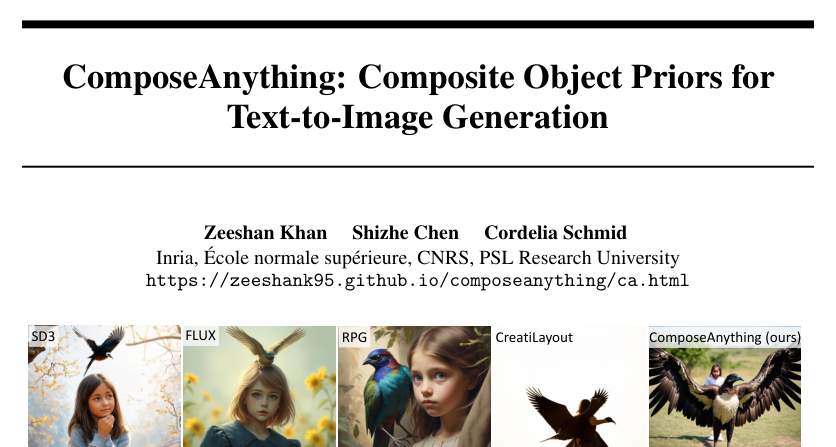 ComposeAnything: Composite Object Priors for
Text-to-Image Generation
Zeeshan Khan Shizhe Chen Cordelia Schmid
Inria, École normale supérieure, CNRS, PSL Research University
https://zeeshank95.github.io/composeanything/ca.html
SD3 FLUX RPG CreatiLayout ComposeAnything (ours)